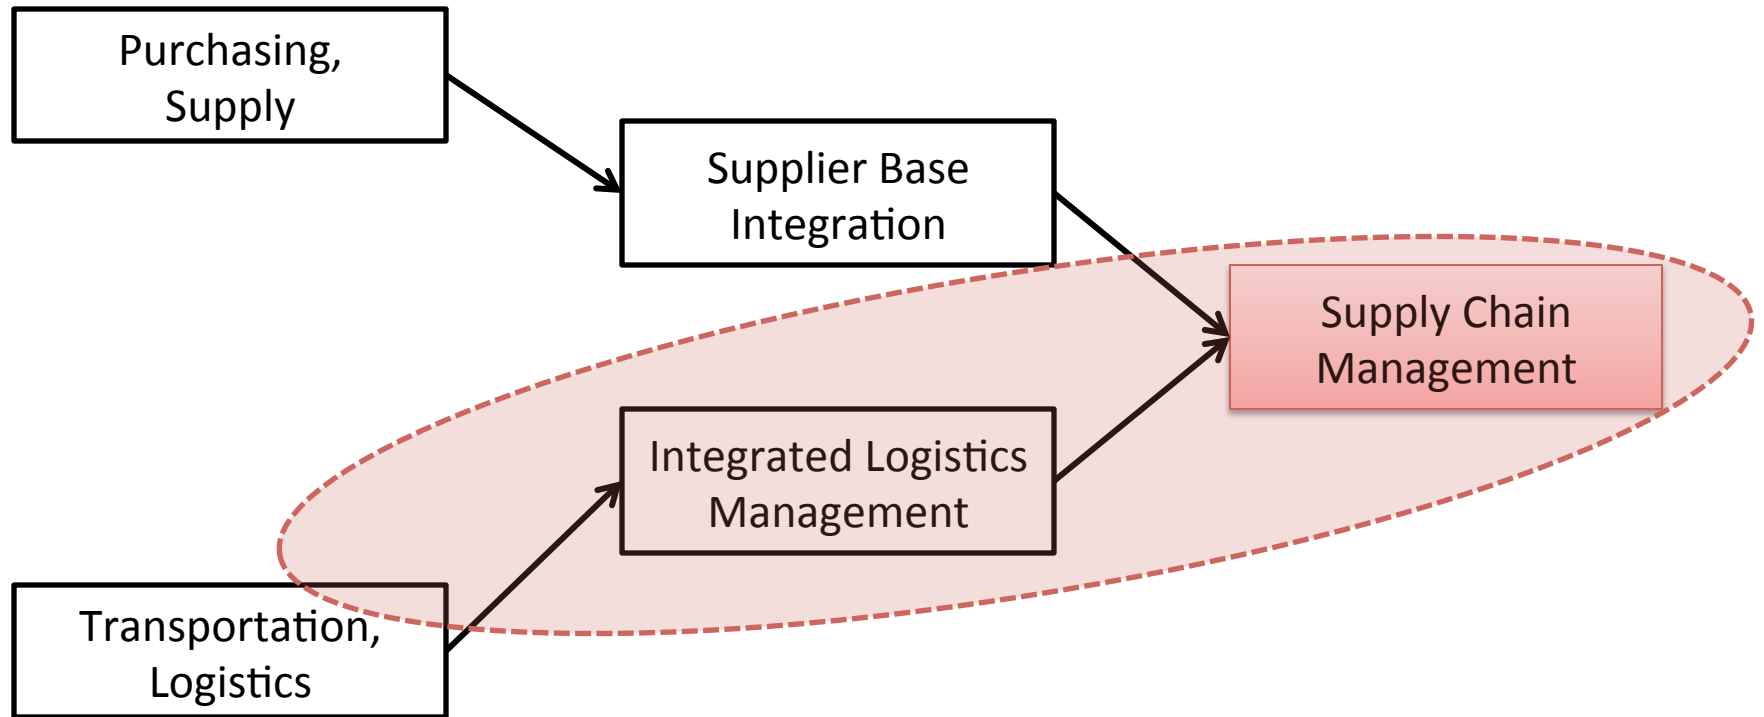 Purchasing,
Supply
Supplier Base
Integration
Supply Chain
Management
Integrated Logistics
Management
Transportation,
Logistics